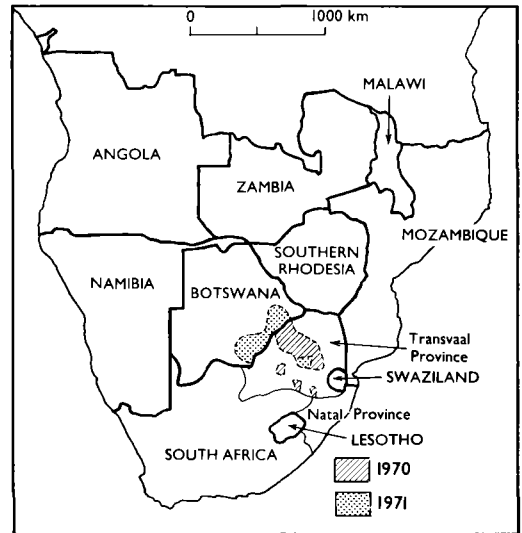 0 1000 km
MALAWI
ANGOLA
ZAMBIA
MOZAMBIQUE
SOUTHERN
RHODESIA
NAMIBIA
BOTSWANA
Transvaal
Province
SWAZILAND
Natal Province
LESOTHO
SOUTH AFRICA
1970
1971